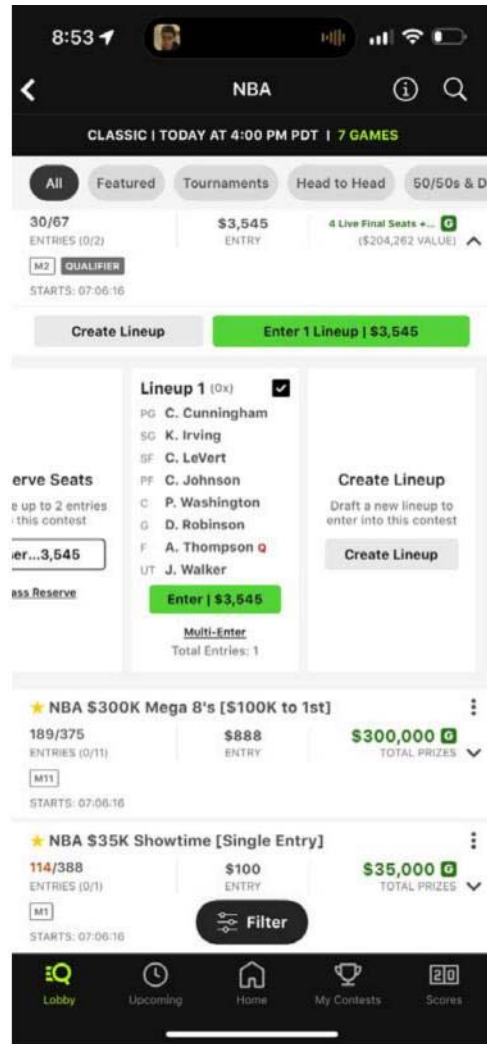 8:53
NBA
CLASSIC | TODAY AT 4:00 PM PDT | 7 GAMES
All Featured Tournaments Head to Head 50/50s & D
30/67 $3,545 4 Live Final Seats +... G
ENTRIES (0/2) ENTRY ($204,262 VALUE)
M2 QUALIFIER
STARTS: 07:06:16
Create Lineup Enter 1 Lineup | $3,545
erve Seats
e up to 2 entries
this contest
er...3,545
ass Reserve
Lineup 1 (0x)
PG C. Cunningham
SG K. Irving
SF C. LeVert
PF C. Johnson
C P. Washington
G D. Robinson
F A. Thompson Q
UT J. Walker
Enter | $3,545
Multi-Enter
Total Entries: 1
Create Lineup
Draft a new lineup to
enter into this contest
Create Lineup
NBA $300K Mega 8's [$100K to 1st]
189/375 $888 $300,000 G
ENTRIES (0/11) ENTRY TOTAL PRIZES
M11
STARTS: 07:06:16
NBA $35K Showtime [Single Entry]
114/388 $100 $35,000 G
ENTRIES (0/1) ENTRY TOTAL PRIZES
M1
Filter
STARTS: 07:06:16
20
Lobby Upcoming Home My Contests Scores